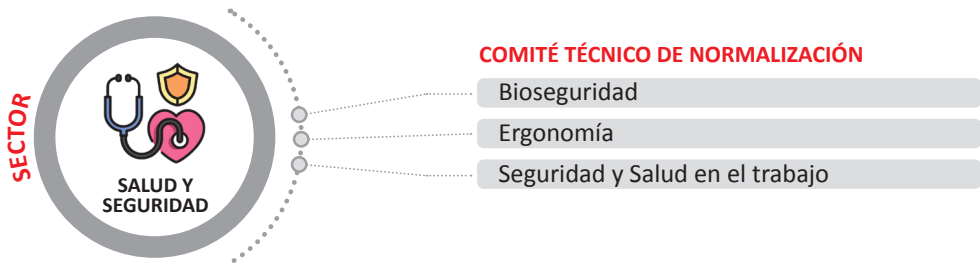 SECTOR
SALUD Y
SEGURIDAD
COMITÉ TÉCNICO DE NORMALIZACIÓN
Bioseguridad
Ergonomía
Seguridad y Salud en el trabajo